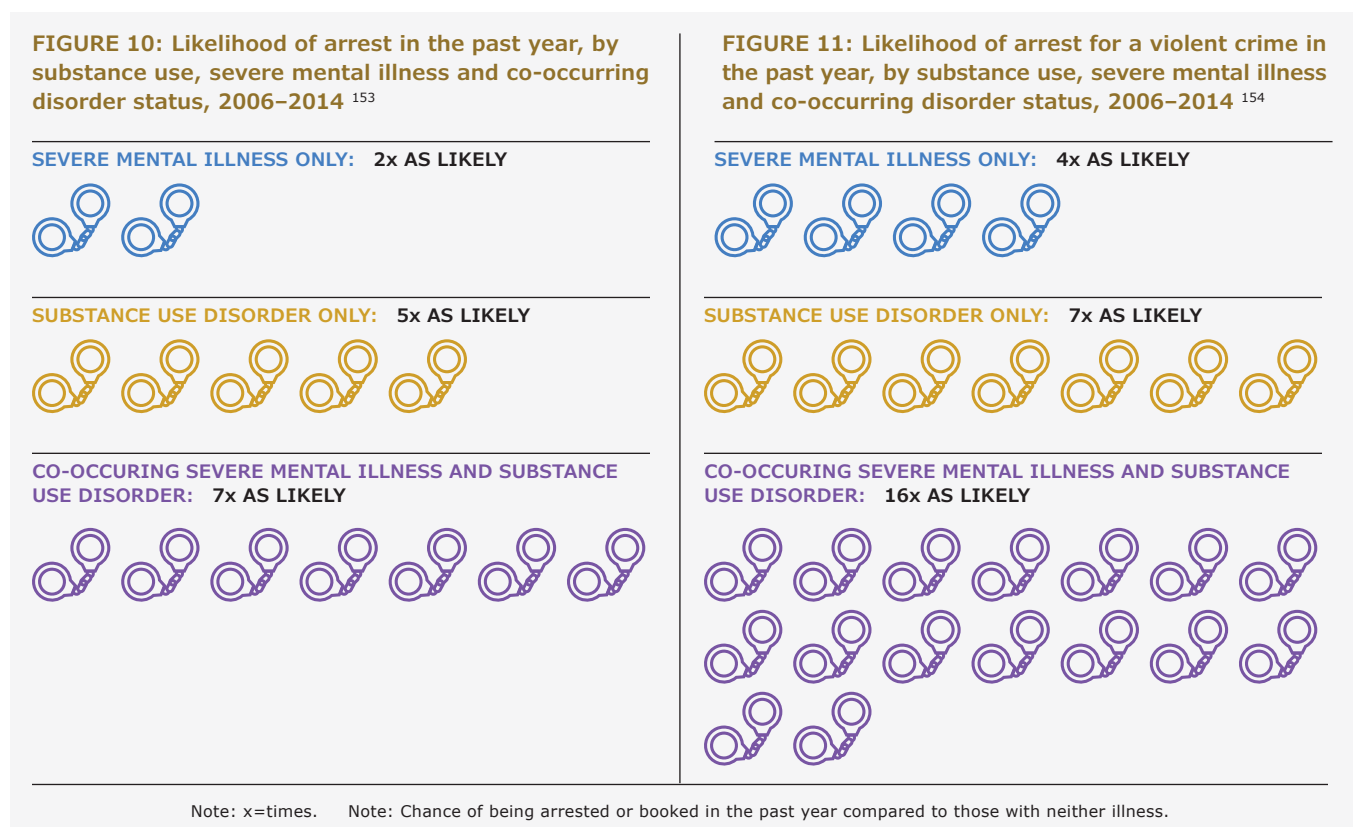 FIGURE 10: Likelihood of arrest in the past year, by
substance use, severe mental illness and co-occurring
disorder status, 2006–2014 153
SEVERE MENTAL ILLNESS ONLY: 2x AS LIKELY
SUBSTANCE USE DISORDER ONLY: 5x AS LIKELY
CO-OCCURING SEVERE MENTAL ILLNESS AND SUBSTANCE
USE DISORDER: 7x AS LIKELY
FIGURE 11: Likelihood of arrest for a violent crime in
the past year, by substance use, severe mental illness
and co-occurring disorder status, 2006–2014 154
SEVERE MENTAL ILLNESS ONLY: 4x AS LIKELY
SUBSTANCE USE DISORDER ONLY: 7x AS LIKELY
CO-OCCURING SEVERE MENTAL ILLNESS AND SUBSTANCE
USE DISORDER: 16x AS LIKELY
Note: x=times. Note: Chance of being arrested or booked in the past year compared to those with neither illness.